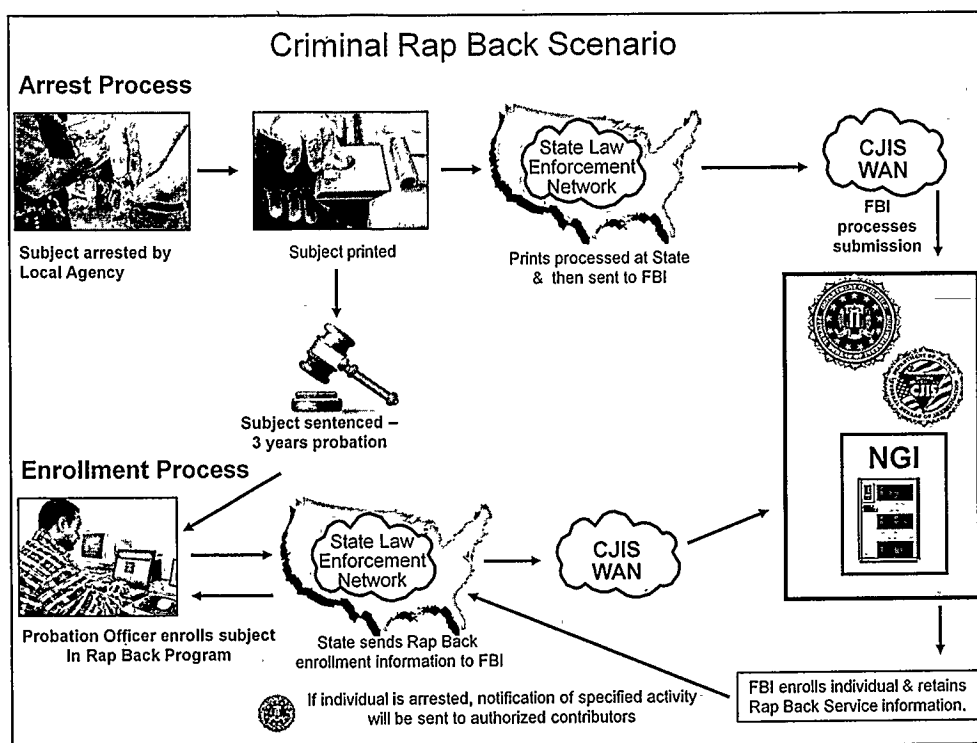 Criminal Rap Back Scenario
Arrest Process
Subject arrested by
Local Agency
Subject printed
State Law
Enforcement
Network
Prints processed at State
& then sent to FBI
CJIS
WAN
FBI
processes
submission
Subject sentenced –
3 years probation
CJIS
NGI
Enrollment Process
Probation Officer enrolls subject
In Rap Back Program
State Law
Enforcement
Network
State sends Rap Back
enrollment information to FBI
CJIS
WAN
FBI enrolls individual & retains
Rap Back Service information.
If individual is arrested, notification of specified activity
will be sent to authorized contributors